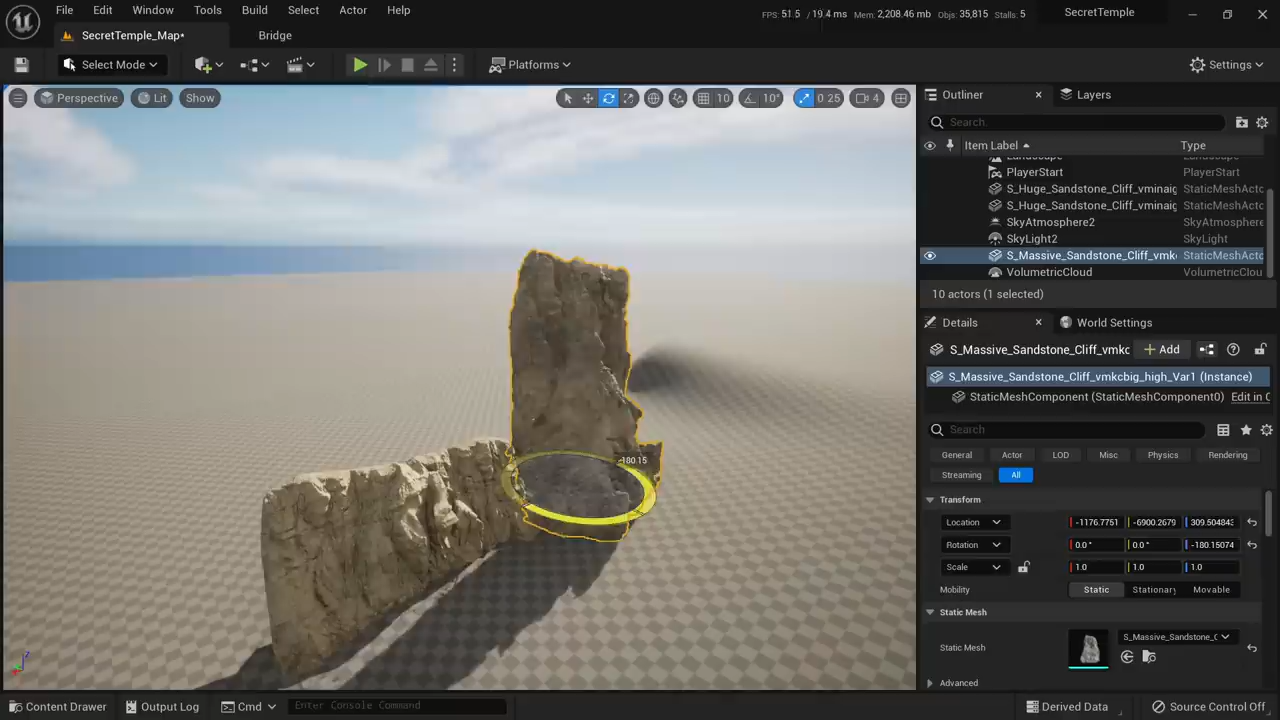 File Edit Window Tools Build Select Actor Help
FPS: 51.5 / 19.4 ms Mem: 2,208.46 mb Objs: 35,815 Stalls: 5
SecretTemple
SecretTemple_Map•
Bridge
Select Mode
Platforms
Settings
Perspective
Lit
Show
10
10°
0.25
4
Outliner
Layers
Search...
Item Label
Type
Landscape
Landscape
PlayerStart
PlayerStart
S_Huge_Sandstone_Cliff_vminaig
StaticMeshActo
S_Huge_Sandstone_Cliff_vminaig
StaticMeshActo
SkyAtmosphere2
SkyAtmosphere
SkyLight2
SkyLight
S_Massive_Sandstone_Cliff_vmkc
StaticMeshActo
VolumetricCloud
VolumetricClou
10 actors (1 selected)
Details
World Settings
S_Massive_Sandstone_Cliff_vmkc
Add
S_Massive_Sandstone_Cliff_vmkcbig_high_Var1 (Instance)
StaticMeshComponent (StaticMeshComponent0)
Edit in C
Search
General
Actor
LOD
Misc
Physics
Rendering
Streaming
All
Transform
Location
-1176.7751
-6900.2679
309.504843
Rotation
0.0 °
0.0 °
-180.15074
Scale
1.0
1.0
1.0
Mobility
Static
Stationary
Movable
Static Mesh
Static Mesh
S_Massive_Sandstone_C
Advanced
-180.15
Z
Content Drawer
Output Log
Cmd
Enter Console Command
Derived Data
Source Control Off